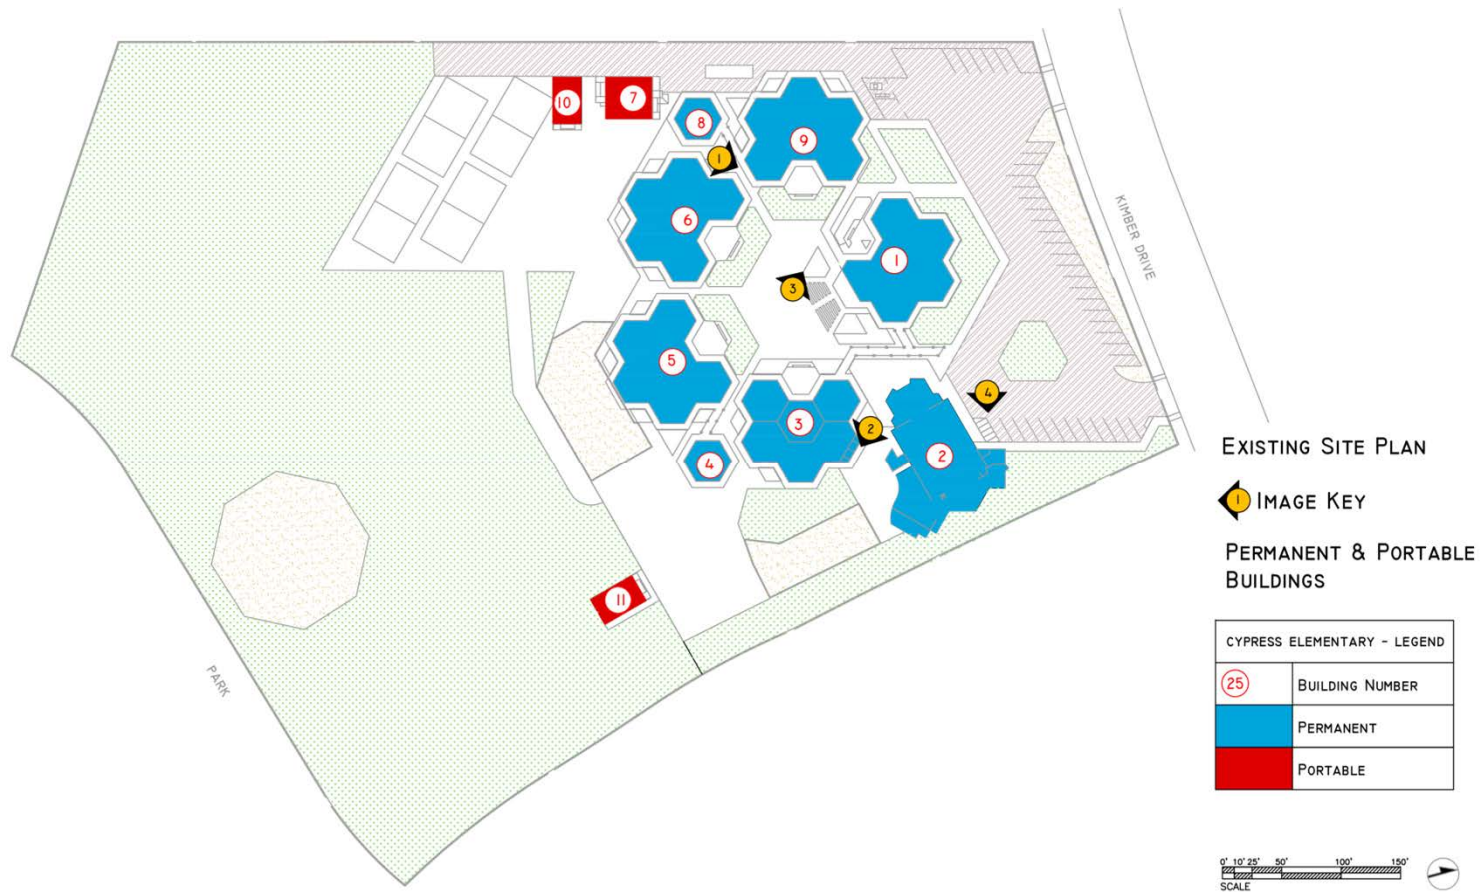 10
7
8
9
1
6
KIMBER DRIVE
1
3
5
4
3
2
2
4
11
PARK
EXISTING SITE PLAN
1 IMAGE KEY
PERMANENT & PORTABLE
BUILDINGS
CYPRESS ELEMENTARY - LEGEND
25 BUILDING NUMBER
PERMANENT
PORTABLE
0' 10' 25' 50' 100' 150'
SCALE